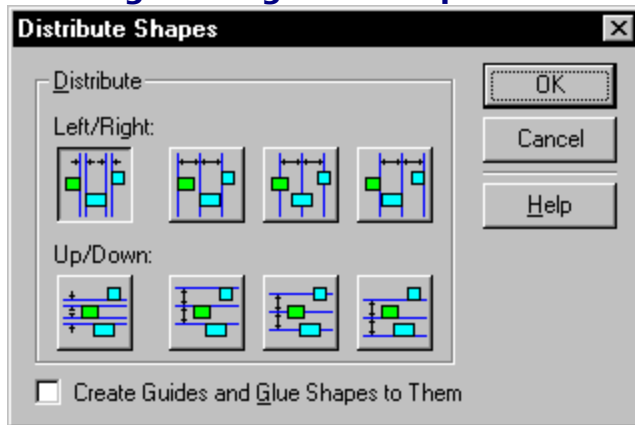 Distribute Shapes
Distribute
Left/Right:
Up/Down:
OK
Cancel
Help
Create Guides and Glue Shapes to Them